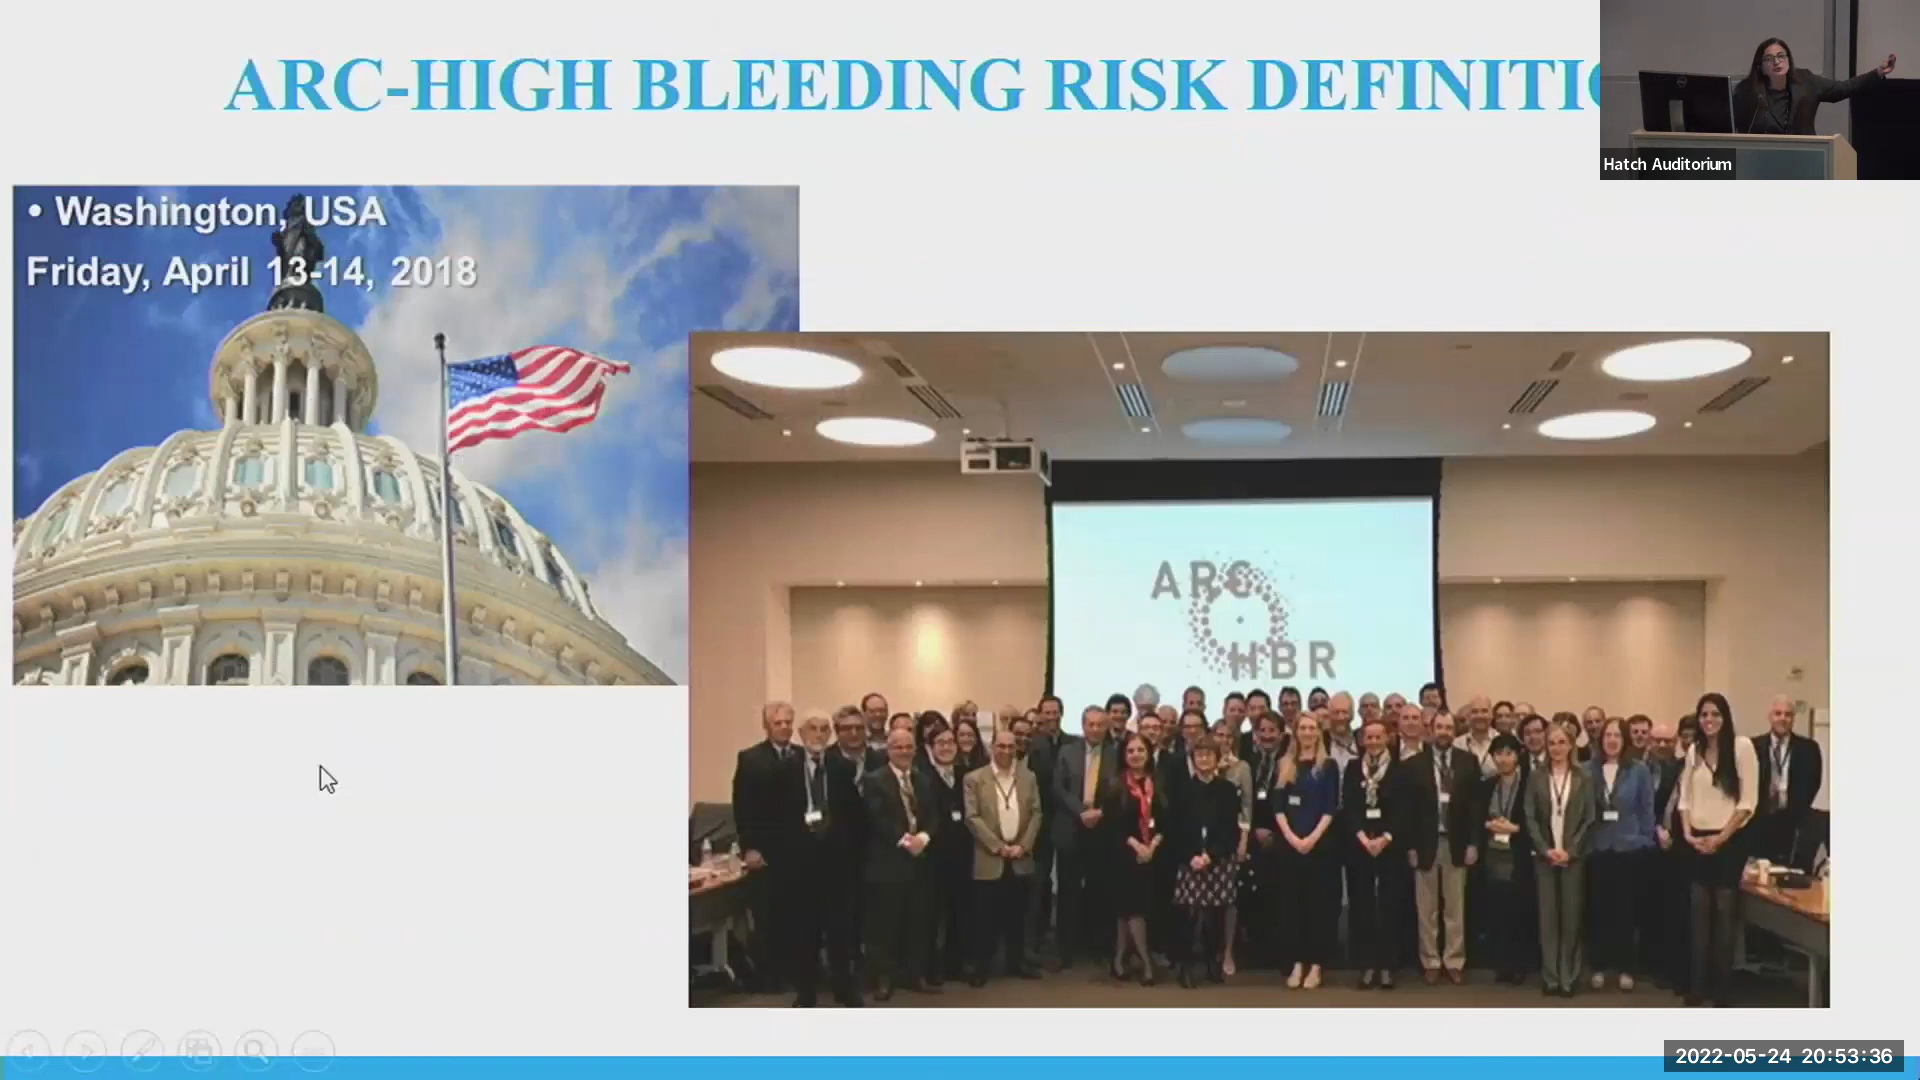 ARC-HIGH BLEEDING RISK DEFINITIO
Hatch Auditorium
• Washington, USA
Friday, April 13-14, 2018
ARC
HBR
2022-05-24 20:53:36